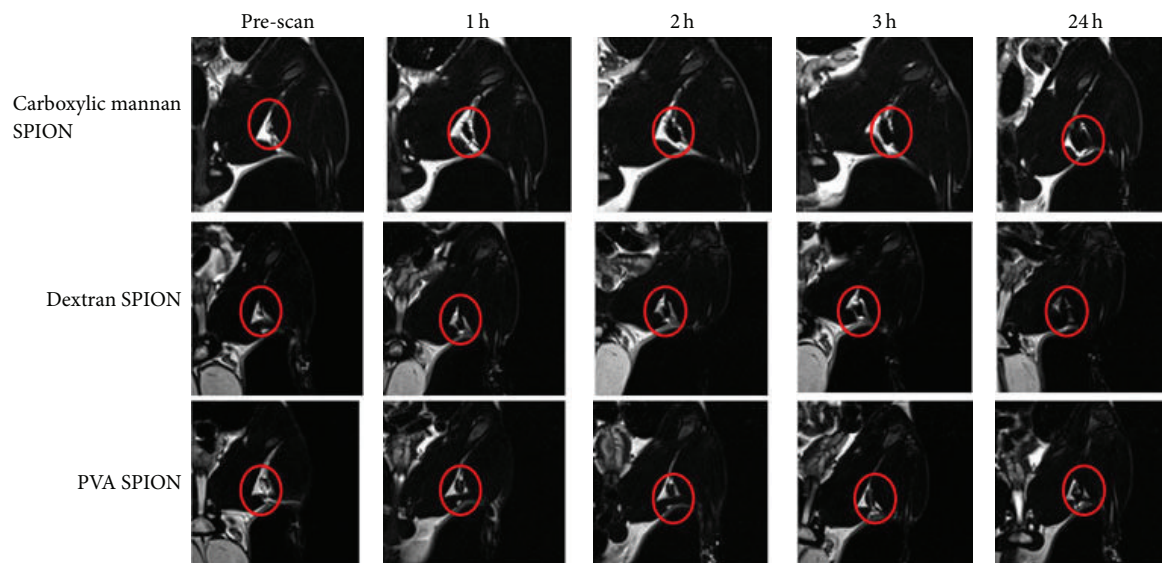 Pre-scan 1 h 2 h 3 h 24 h
Carboxylic mannan
SPION
Dextran SPION
PVA SPION